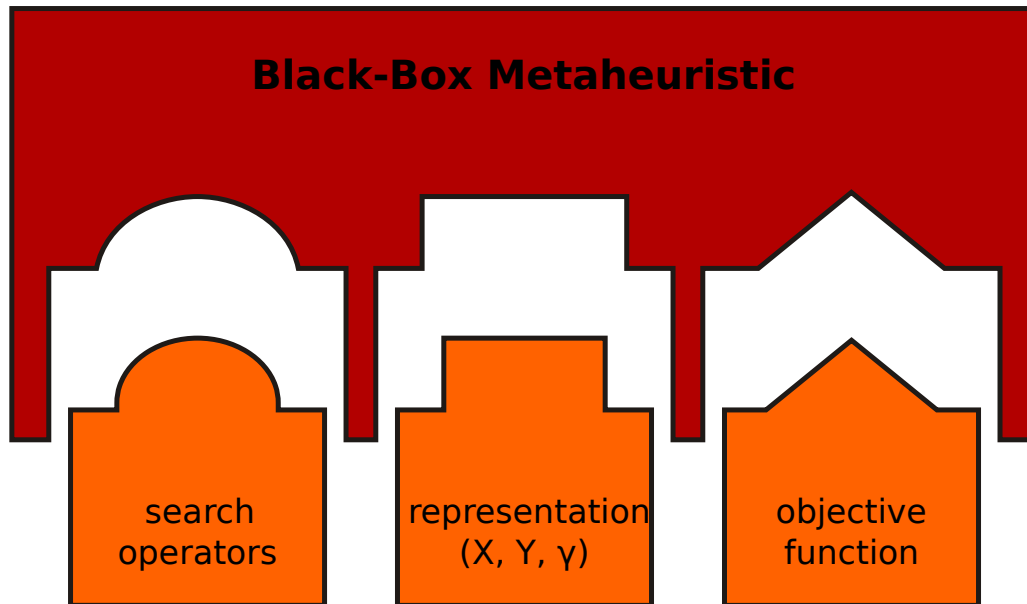 Black-Box Metaheuristic
search
operators
representation
(X, Y, γ)
objective
function